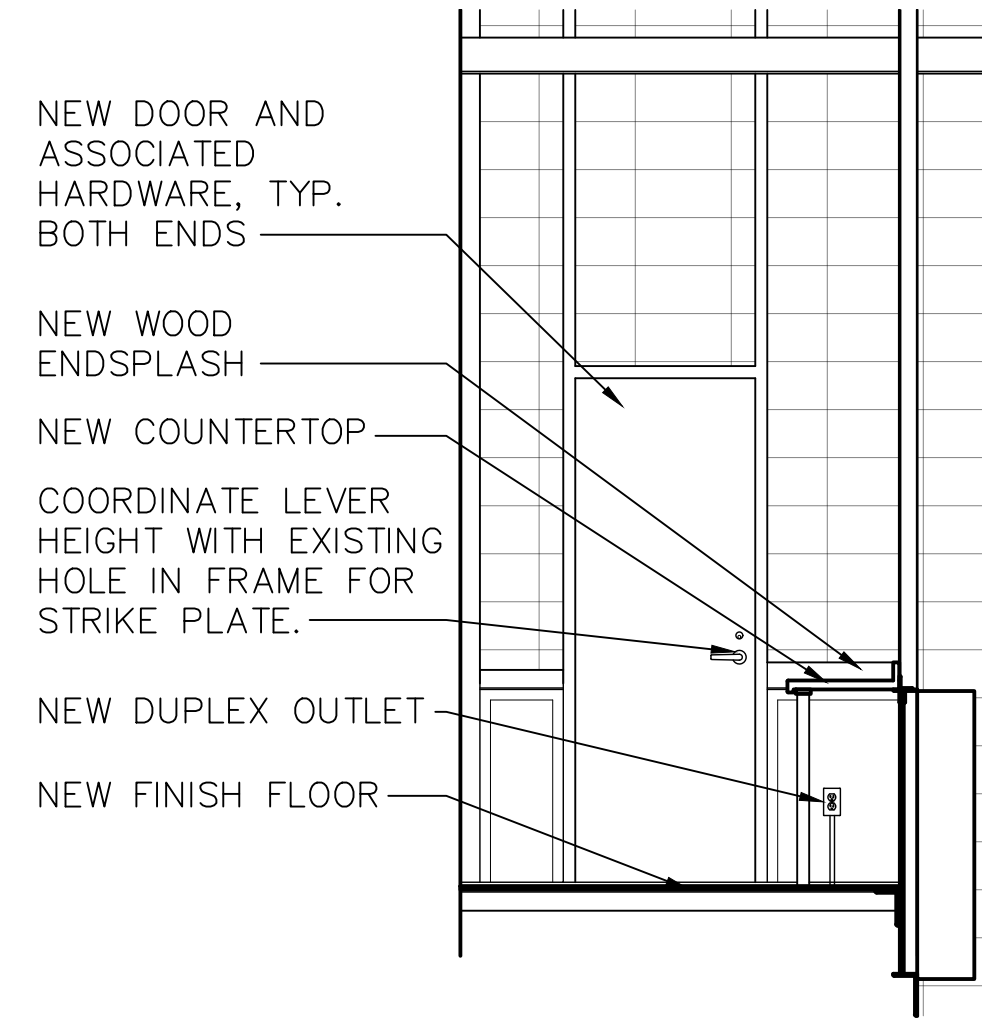 NEW DOOR AND
ASSOCIATED
HARDWARE, TYP.
BOTH ENDS
NEW WOOD
ENDSPLASH
NEW COUNTERTOP
COORDINATE LEVER
HEIGHT WITH EXISTING
HOLE IN FRAME FOR
STRIKE PLATE.
NEW DUPLEX OUTLET
NEW FINISH FLOOR